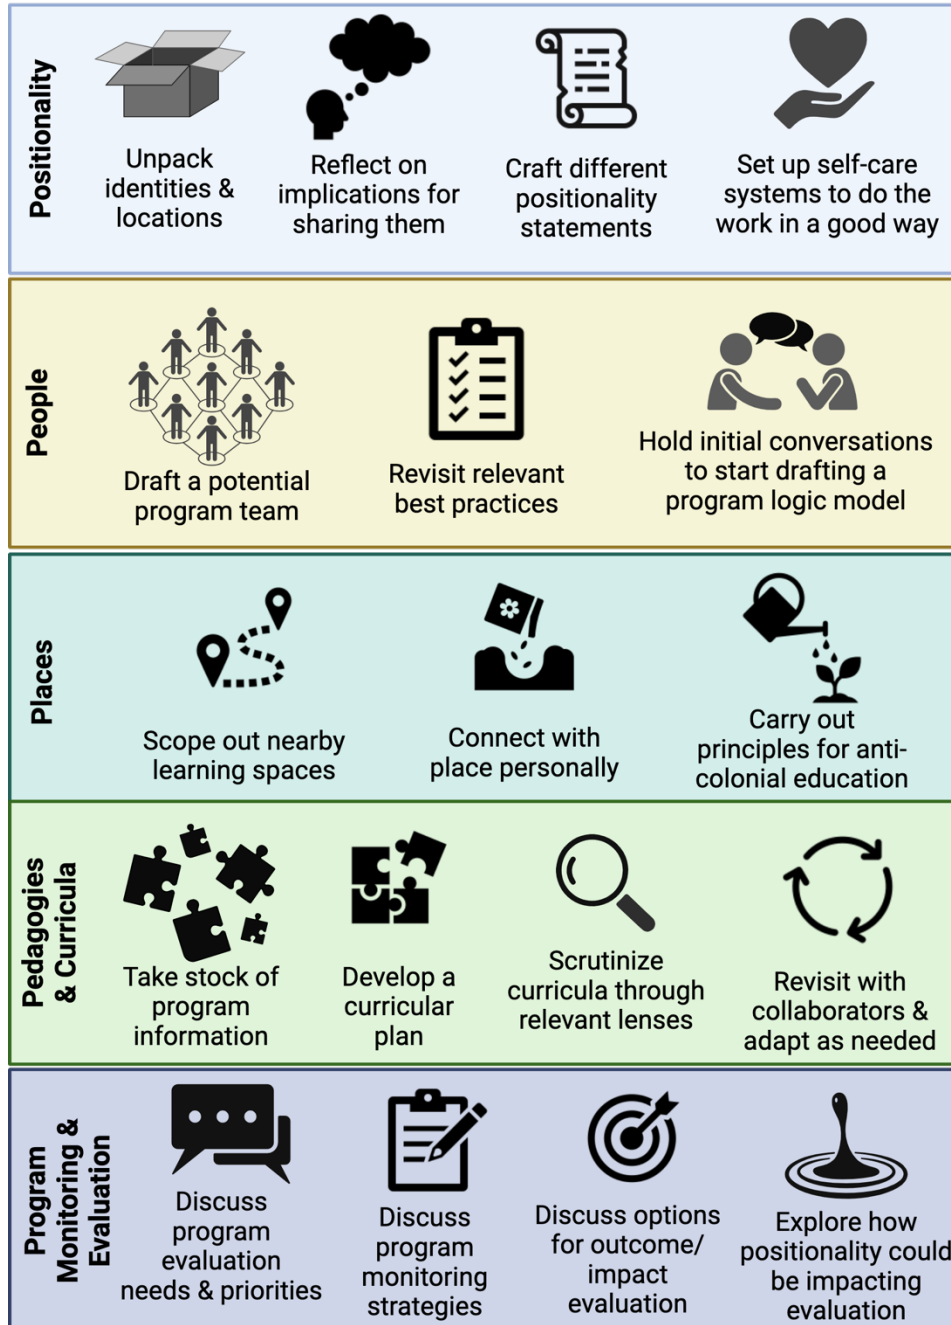 Positionality
Unpack
identities &
locations
Reflect on
implications for
sharing them
Craft different
positionality
statements
Set up self-care
systems to do the
work in a good way
People
Draft a potential
program team
Revisit relevant
best practices
Hold initial conversations
to start drafting a
program logic model
Places
Scope out nearby
learning spaces
Connect with
place personally
Carry out
principles for anti-
colonial education
Pedagogies
& Curricula
Take stock of
program
information
Develop a
curricular
plan
Scrutinize
curricula through
relevant lenses
Revisit with
collaborators &
adapt as needed
Program
Monitoring &
Evaluation
Discuss
program
evaluation
needs & priorities
Discuss
program
monitoring
strategies
Discuss options
for outcome/
impact
evaluation
Explore how
positionality could
be impacting
evaluation